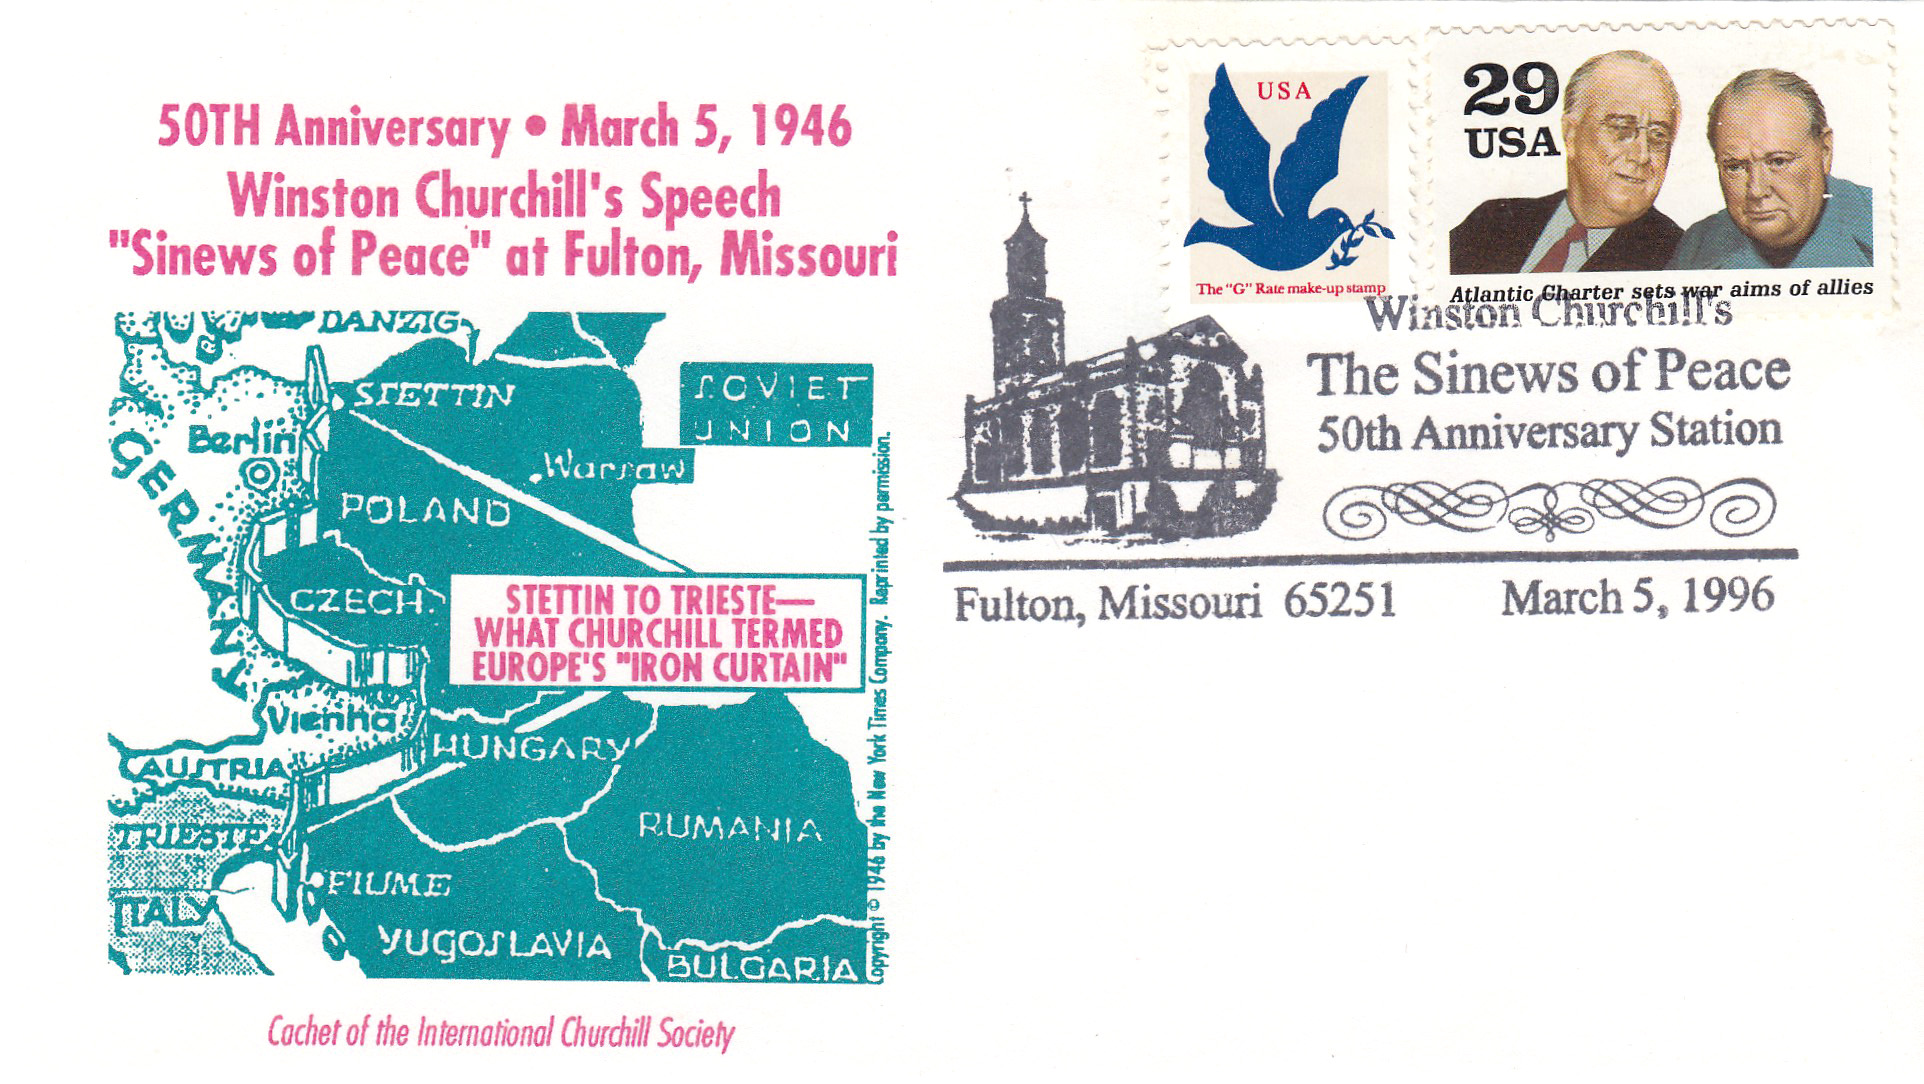 50TH Anniversary • March 5, 1946
Winston Churchill's Speech
"Sinews of Peace" at Fulton, Missouri
DANZIG
STETTIN
SOVIET
UNION
Berlin
Warsaw
GERMANY
POLAND
CZECH.
STETTIN TO TRIESTE—
WHAT CHURCHILL TERMED
EUROPE'S "IRON CURTAIN"
Vienna
HUNGARY
AUSTRIA
TRIESTE
RUMANIA
FIUME
ITALY
YUGOSLAVIA
BULGARIA
Copyright © 1946 by the New York Times Company. Reprinted by permission.
Cachet of the International Churchill Society
USA
The "G" Rate make-up stamp
29
USA
Atlantic Charter sets war aims of allies
Winston Churchill's
The Sinews of Peace
50th Anniversary Station
Fulton, Missouri 65251 March 5, 1996